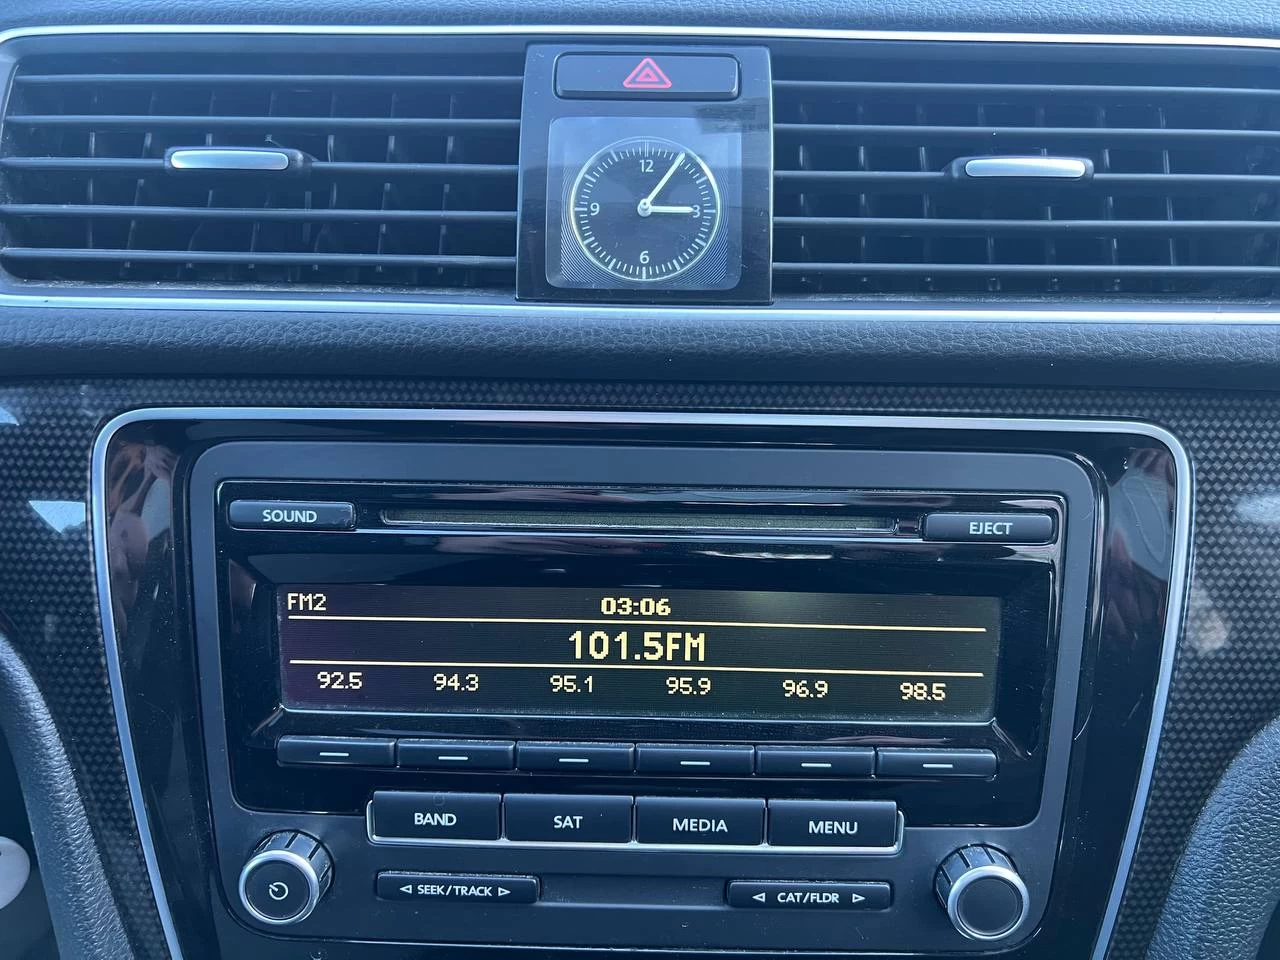 12
9 3
6
SOUND EJECT
FM2 03:06
101.5FM
92.5 94.3 95.1 95.9 96.9 98.5
BAND SAT MEDIA MENU
SEEK/TRACK CAT/FLDR